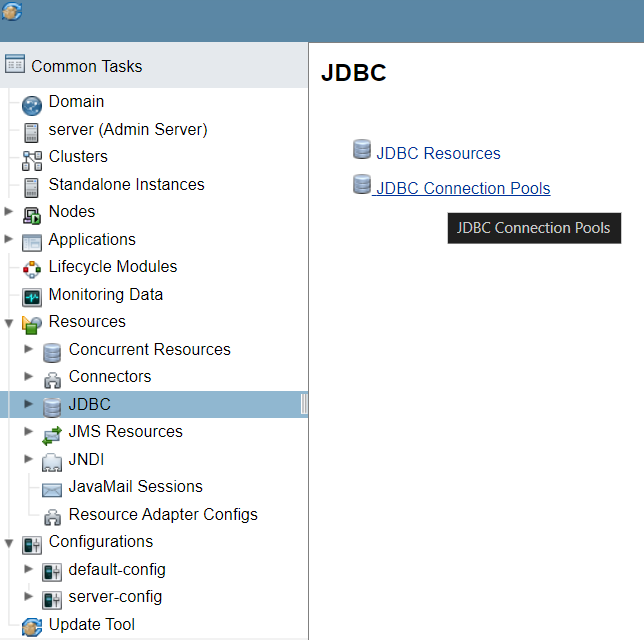 Common Tasks
Domain
server (Admin Server)
Clusters
Standalone Instances
Nodes
Applications
Lifecycle Modules
Monitoring Data
Resources
Concurrent Resources
Connectors
JDBC
JMS Resources
JNDI
JavaMail Sessions
Resource Adapter Configs
Configurations
default-config
server-config
Update Tool
JDBC
JDBC Resources
JDBC Connection Pools
JDBC Connection Pools